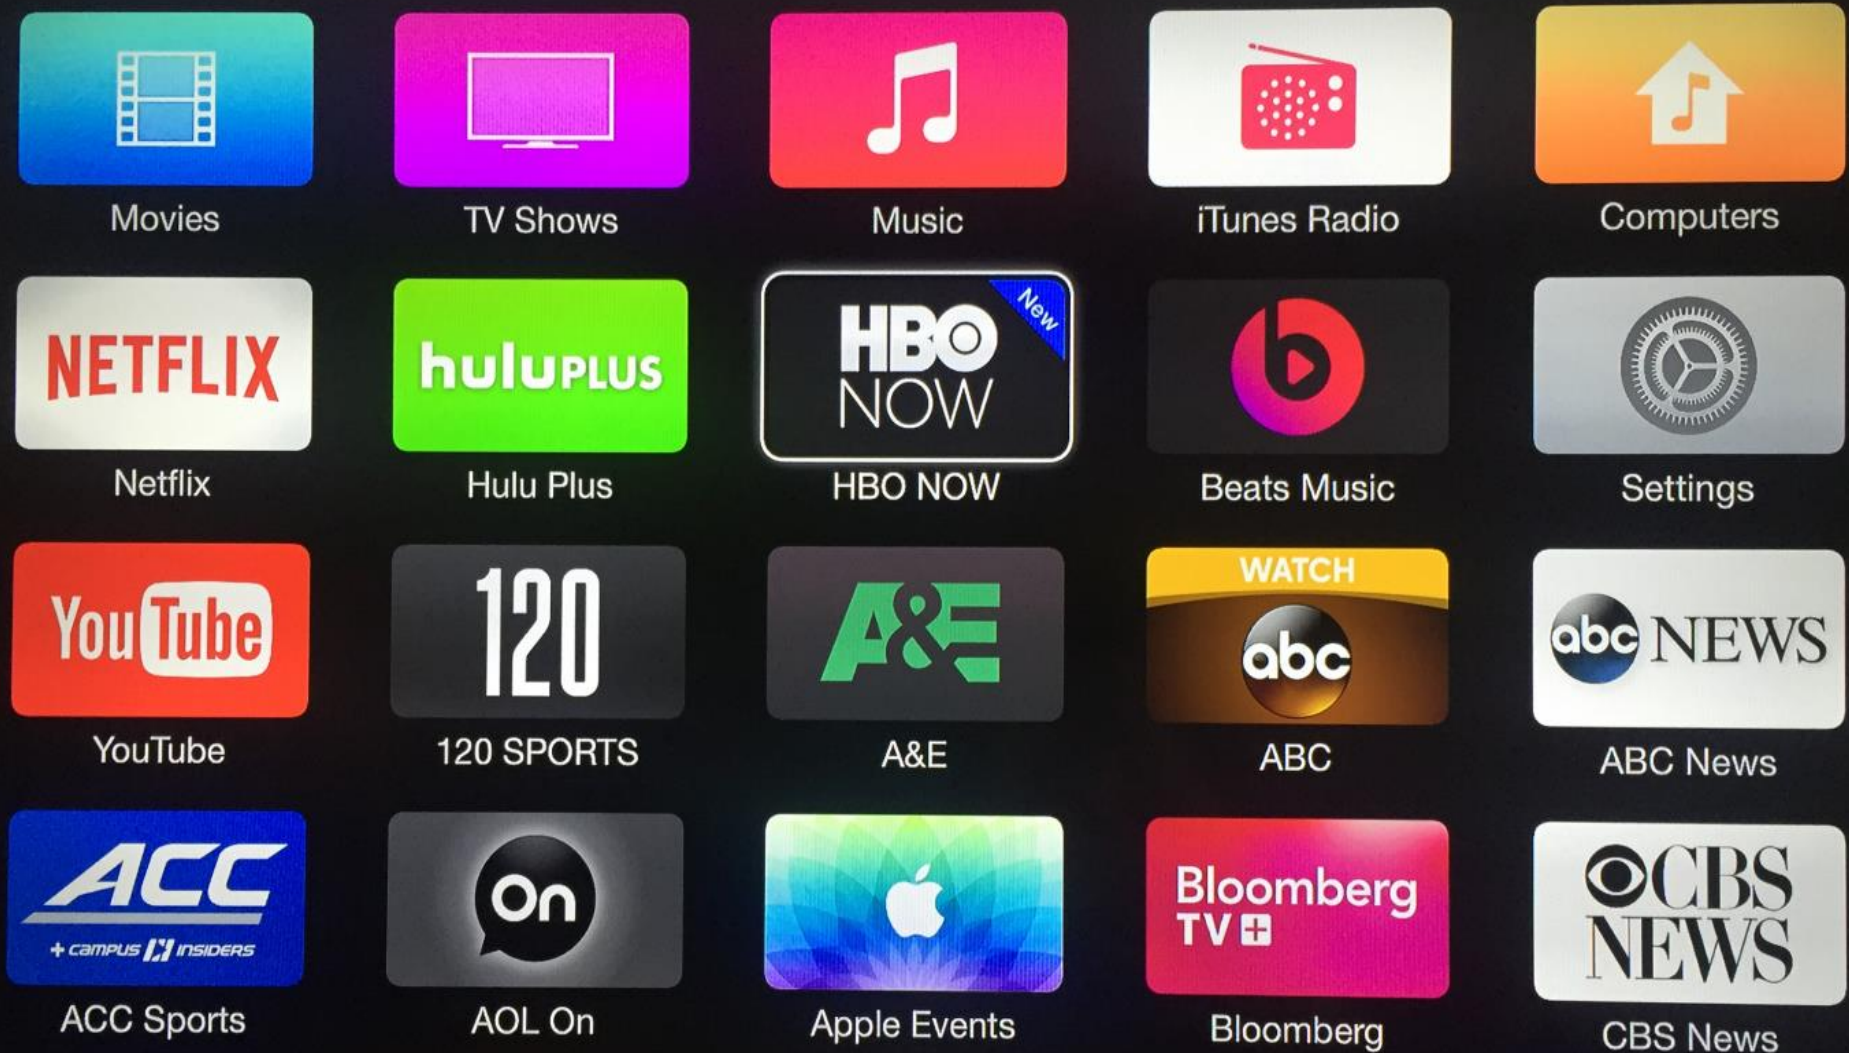 Movies
TV Shows
Music
iTunes Radio
Computers
NETFLIX
huluPLUS
HBO
NOW
New
b
Netflix
Hulu Plus
HBO NOW
Beats Music
Settings
YouTube
120
A&E
WATCH
abc
abc NEWS
YouTube
120 SPORTS
A&E
ABC
ABC News
ACC
+ campus INSIDERS
On
Bloomberg
TV+
CBS
NEWS
ACC Sports
AOL On
Apple Events
Bloomberg
CBS News